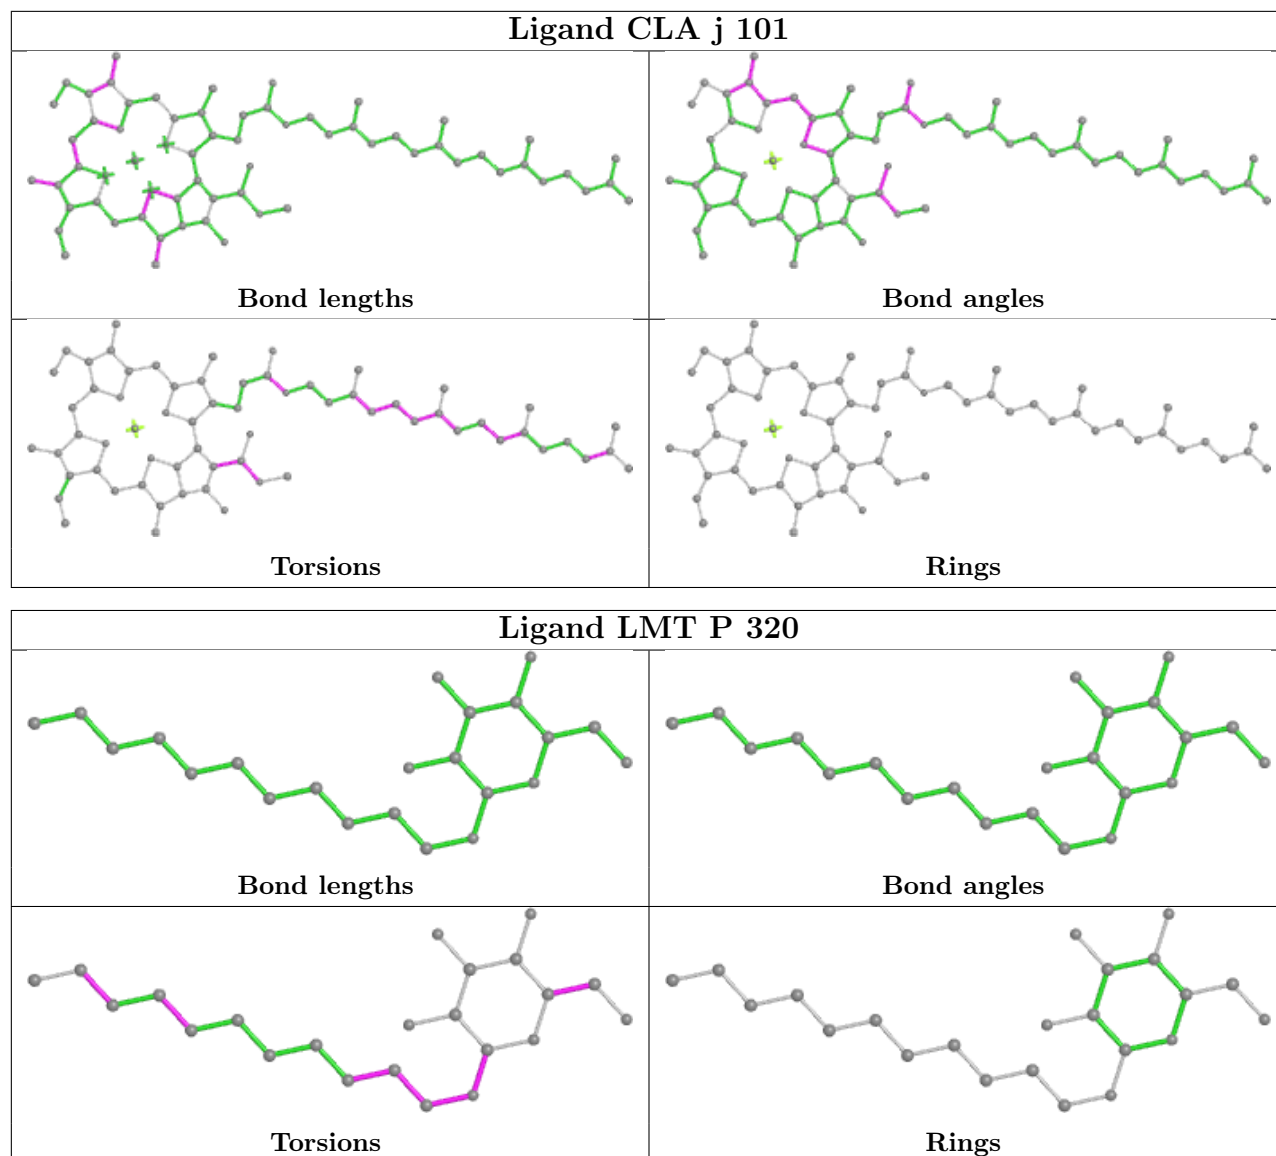 Ligand CLA j 101
Bond lengths
Bond angles
Torsions
Rings
Ligand LMT P 320
Bond lengths
Bond angles
Torsions
Rings